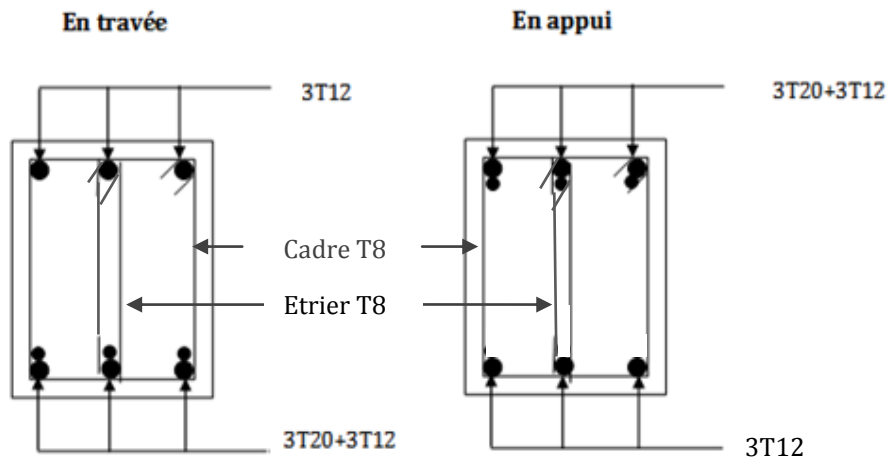 En travée
En appui
3T12
3T20+3T12
Cadre T8
Etrier T8
3T20+3T12
3T12